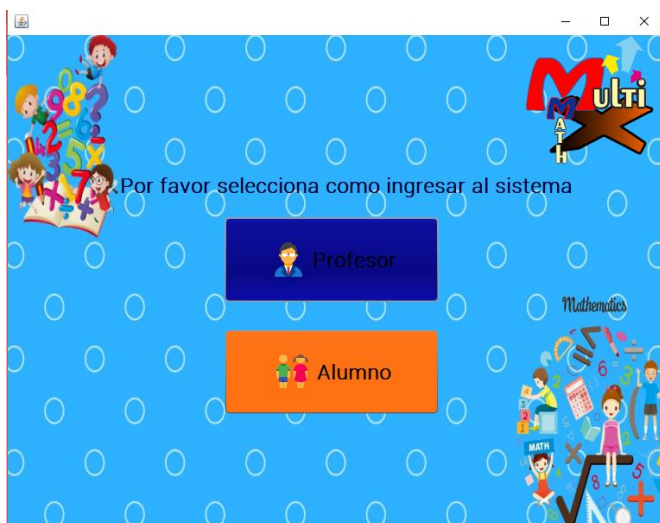 Multi
MATH
X
Por favor selecciona como ingresar al sistema
Profesor
Alumno
Mathematics
MATH